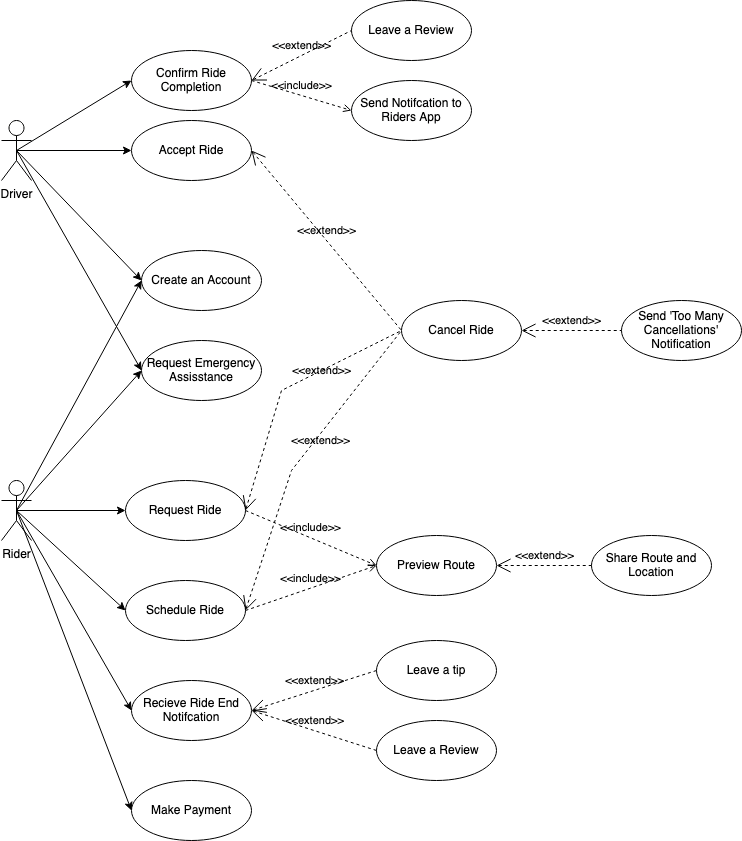 Leave a Review
<<extend>>
Confirm Ride
Completion
<<include>>
Send Notifcation to
Riders App
Accept Ride
Driver
<<extend>>
Create an Account
Cancel Ride
<<extend>>
Send 'Too Many
Cancellations'
Notification
Request Emergency
Assisstance
<<extend>>
<<extend>>
Request Ride
<<include>>
Rider
Preview Route
<<extend>>
Share Route and
Location
<<include>>
Schedule Ride
Leave a tip
<<extend>>
Recieve Ride End
Notifcation
<<extend>>
Leave a Review
Make Payment